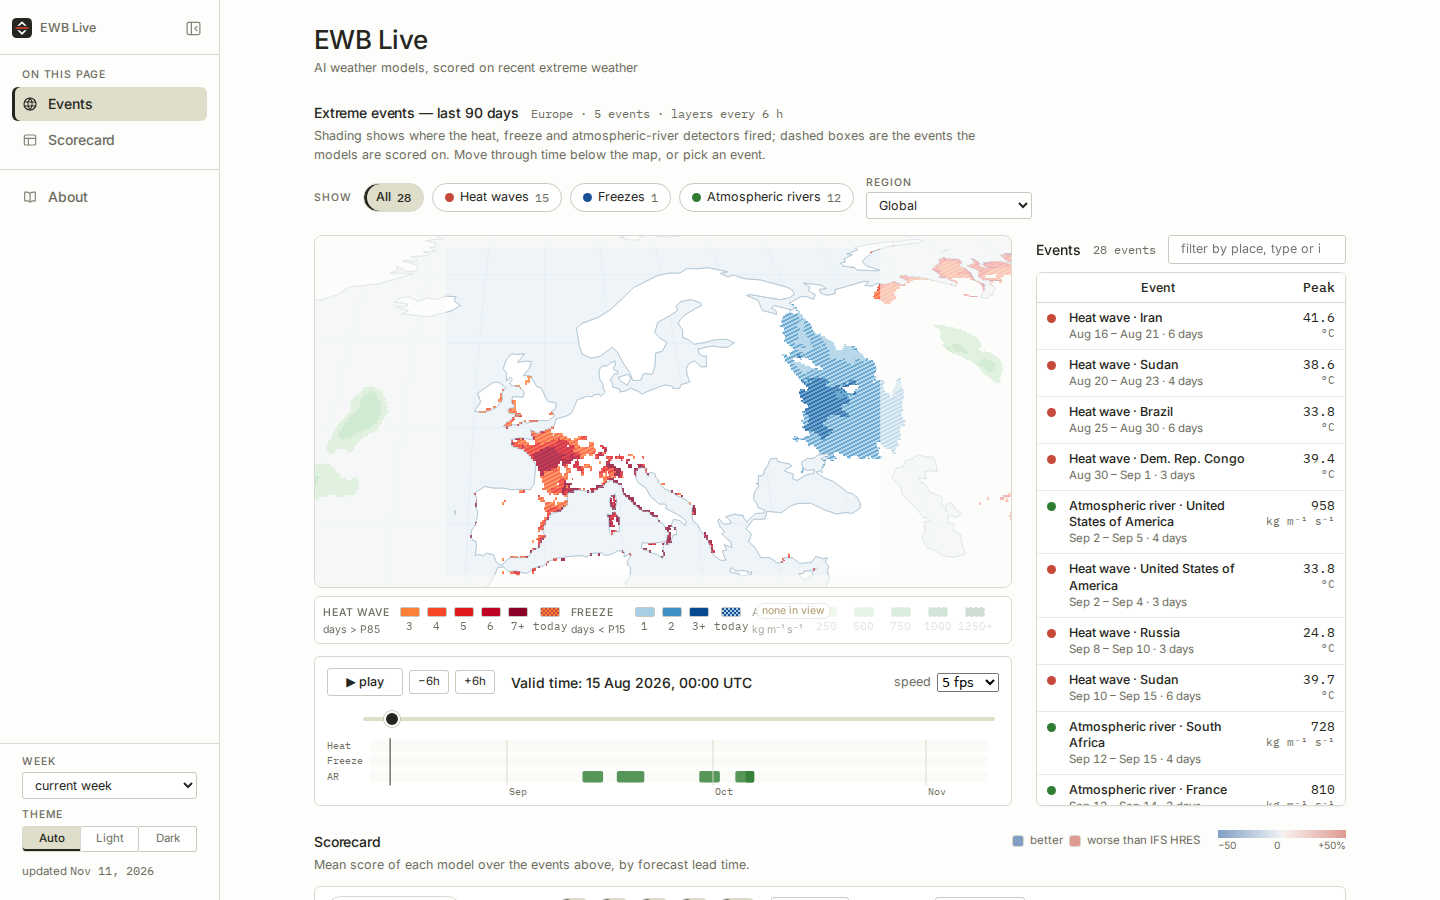 EWB Live
ON THIS PAGE
Events
Scorecard
About
WEEK
current week
THEME
Auto Light Dark
updated Nov 11, 2026
EWB Live
AI weather models, scored on recent extreme weather
Extreme events — last 90 days Europe · 5 events · layers every 6 h
Shading shows where the heat, freeze and atmospheric-river detectors fired; dashed boxes are the events the
models are scored on. Move through time below the map, or pick an event.
SHOW All 28 Heat waves 15 Freezes 1 Atmospheric rivers 12
REGION
Global
HEAT WAVE
days > P85
3 4 5 6 7+ today
FREEZE
days < P15
1 2 3+ today
none in view
kg m⁻¹ s⁻¹
250 500 750 1000 1250+
▶ play −6h +6h Valid time: 15 Aug 2026, 00:00 UTC speed 5 fps
Heat
Freeze
AR
Sep Oct Nov
Events 28 events filter by place, type or i
Event Peak
Heat wave · Iran 41.6
Aug 16 – Aug 21 · 6 days °C
Heat wave · Sudan 38.6
Aug 20 – Aug 23 · 4 days °C
Heat wave · Brazil 33.8
Aug 25 – Aug 30 · 6 days °C
Heat wave · Dem. Rep. Congo 39.4
Aug 30 – Sep 1 · 3 days °C
Atmospheric river · United 958
States of America kg m⁻¹ s⁻¹
Sep 2 – Sep 5 · 4 days
Heat wave · United States of 33.8
America °C
Sep 2 – Sep 4 · 3 days
Heat wave · Russia 24.8
Sep 8 – Sep 10 · 3 days °C
Heat wave · Sudan 39.7
Sep 10 – Sep 15 · 6 days °C
Atmospheric river · South 728
Africa kg m⁻¹ s⁻¹
Sep 12 – Sep 15 · 4 days
Atmospheric river · France 810
Scorecard
Mean score of each model over the events above, by forecast lead time.
better worse than IFS HRES
−50 0 +50%